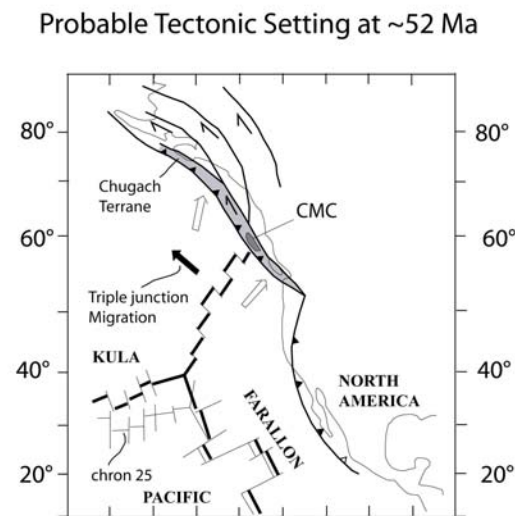 Probable Tectonic Setting at ~52 Ma
80°
80°
Chugach
Terrane
CMC
60°
60°
Triple junction
Migration
KULA
40°
40°
FARALLON
NORTH
AMERICA
chron 25
20°
20°
PACIFIC